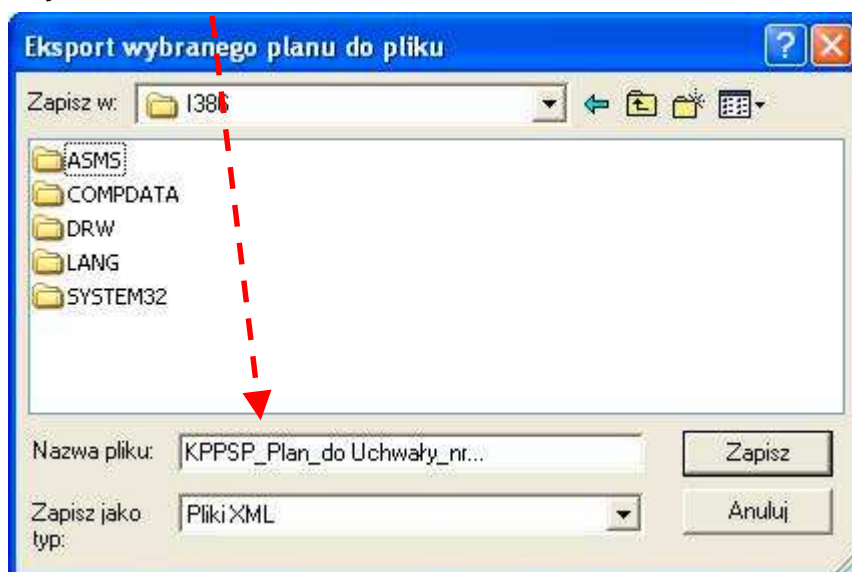 Eksport wybranego planu do pliku
Zapisz w: I386
ASMS
COMPDATA
DRW
LANG
SYSTEM32
Nazwa pliku: KPPSP_Plan_do Uchwały_nr... Zapisz
Zapisz jako typ: Pliki XML Anuluj